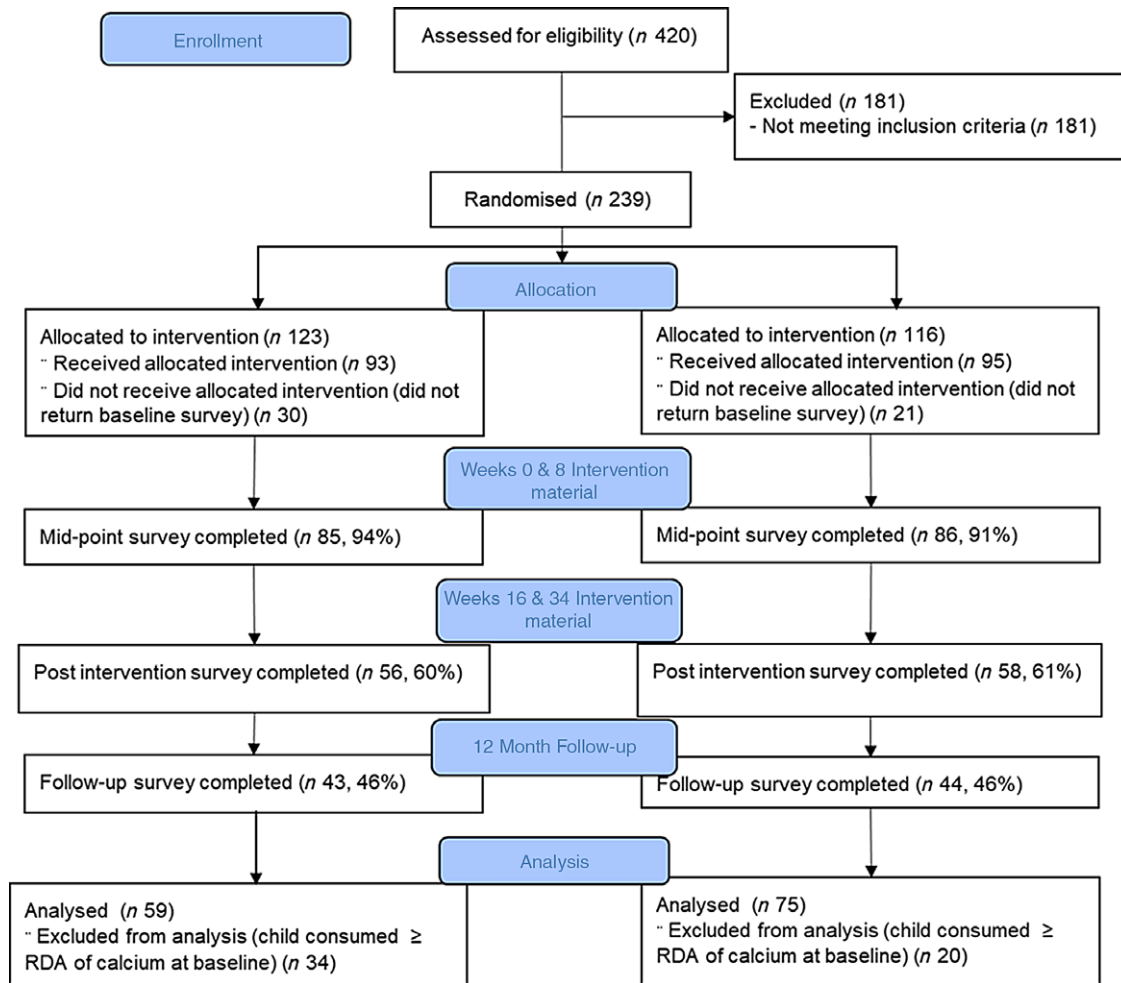 Enrollment
Assessed for eligibility (n 420)
Excluded (n 181)
- Not meeting inclusion criteria (n 181)
Randomised (n 239)
Allocation
Allocated to intervention (n 123)
¨ Received allocated intervention (n 93)
¨ Did not receive allocated intervention (did not
return baseline survey) (n 30)
Allocated to intervention (n 116)
¨ Received allocated intervention (n 95)
¨ Did not receive allocated intervention (did not
return baseline survey) (n 21)
Weeks 0 & 8 Intervention
material
Mid-point survey completed (n 85, 94%)
Mid-point survey completed (n 86, 91%)
Weeks 16 & 34 Intervention
material
Post intervention survey completed (n 56, 60%)
Post intervention survey completed (n 58, 61%)
12 Month Follow-up
Follow-up survey completed (n 43, 46%)
Follow-up survey completed (n 44, 46%)
Analysis
Analysed (n 59)
¨ Excluded from analysis (child consumed ≥
RDA of calcium at baseline) (n 34)
Analysed (n 75)
¨ Excluded from analysis (child consumed ≥
RDA of calcium at baseline) (n 20)